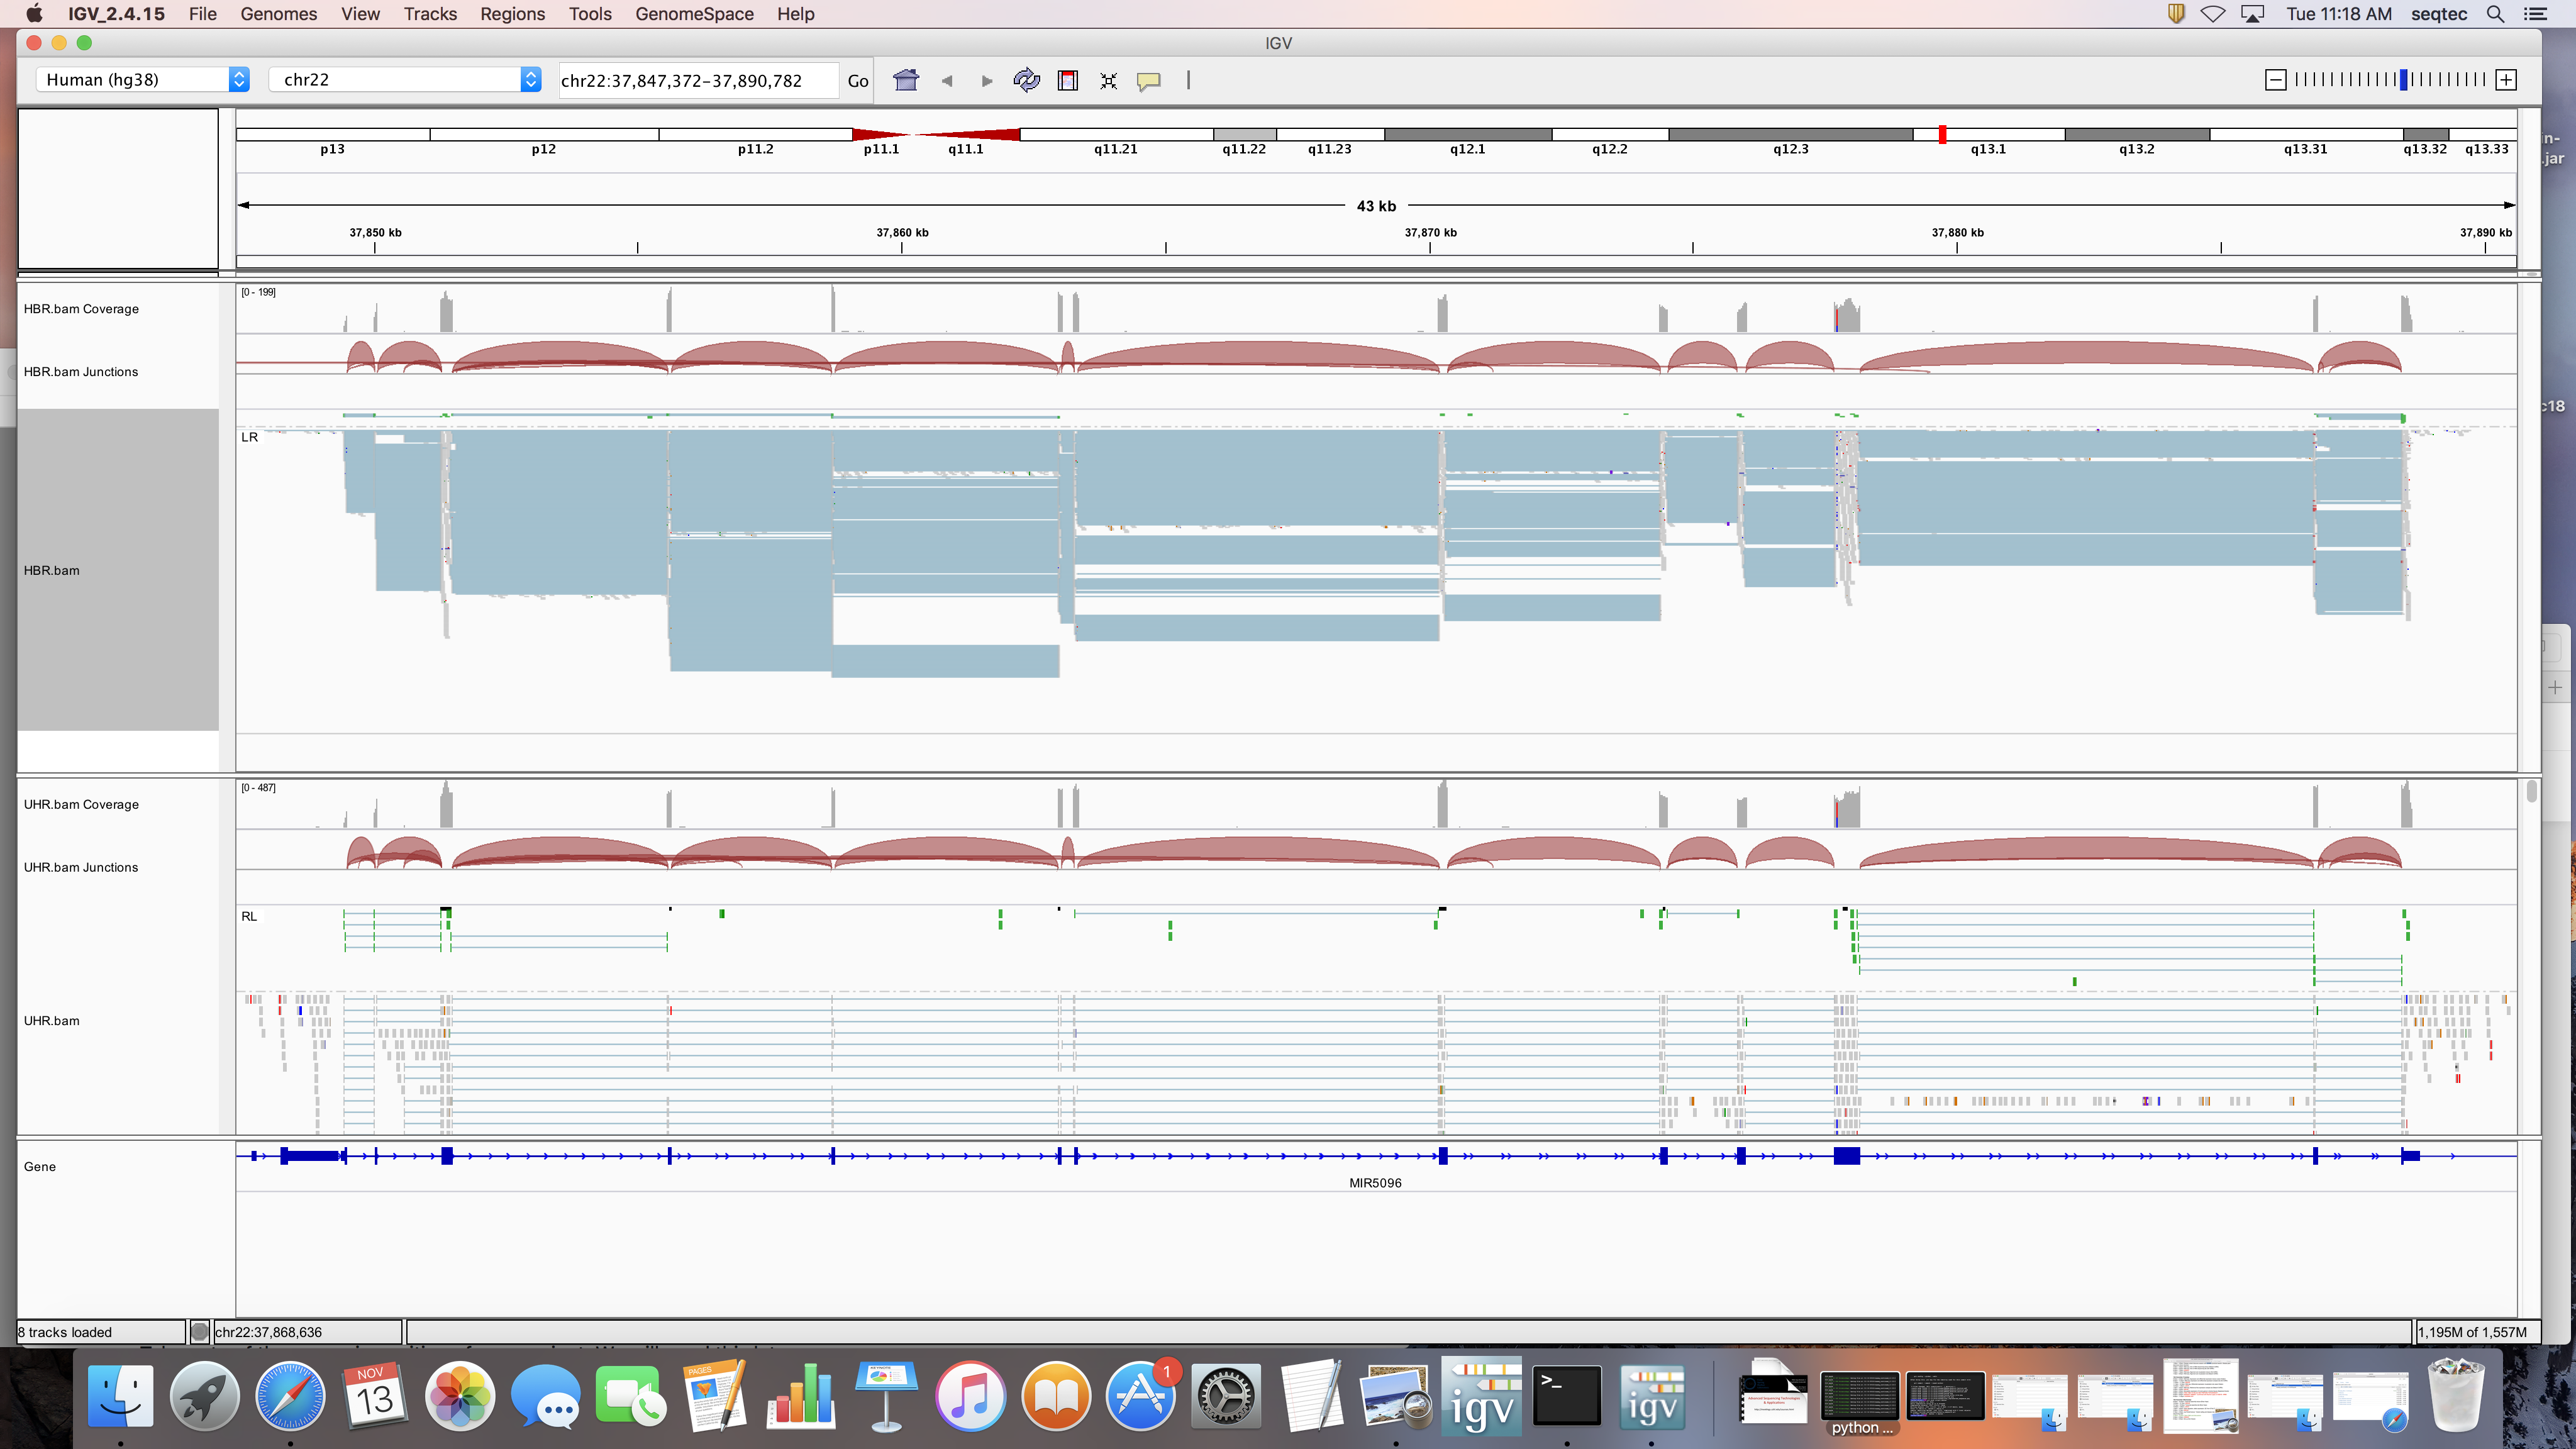 IGV_2.4.15 File Genomes View Tracks Regions Tools GenomeSpace Help Tue 11:18 AM seqtec
IGV
Human (hg38) chr22 chr22:37,847,372-37,890,782 Go
p13 p12 p11.2 p11.1 q11.1 q11.21 q11.22 q11.23 q12.1 q12.2 q12.3 q13.1 q13.2 q13.31 q13.32 q13.33
.jar
43 kb
37,850 kb 37,860 kb 37,870 kb 37,880 kb 37,890 kb
[0 - 199]
HBR.bam Coverage
HBR.bam Junctions
c18
LR
HBR.bam
[0 - 487]
UHR.bam Coverage
UHR.bam Junctions
RL
UHR.bam
Gene
MIR5096
8 tracks loaded chr22:37,868,636 1,195M of 1,557M
NOV
13
PAGES
1
igv
>_
igv
python ...